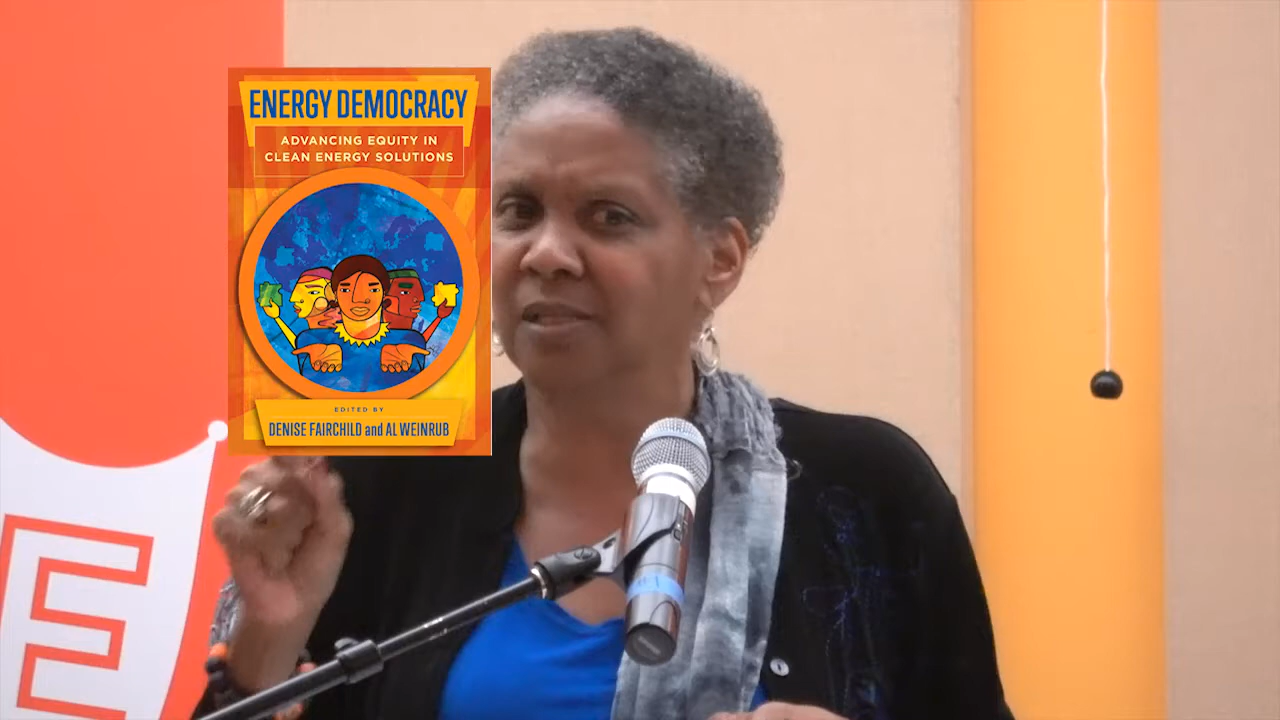 ENERGY DEMOCRACY
ADVANCING EQUITY IN
CLEAN ENERGY SOLUTIONS
EDITED BY
DENISE FAIRCHILD and AL WEINRUB
E